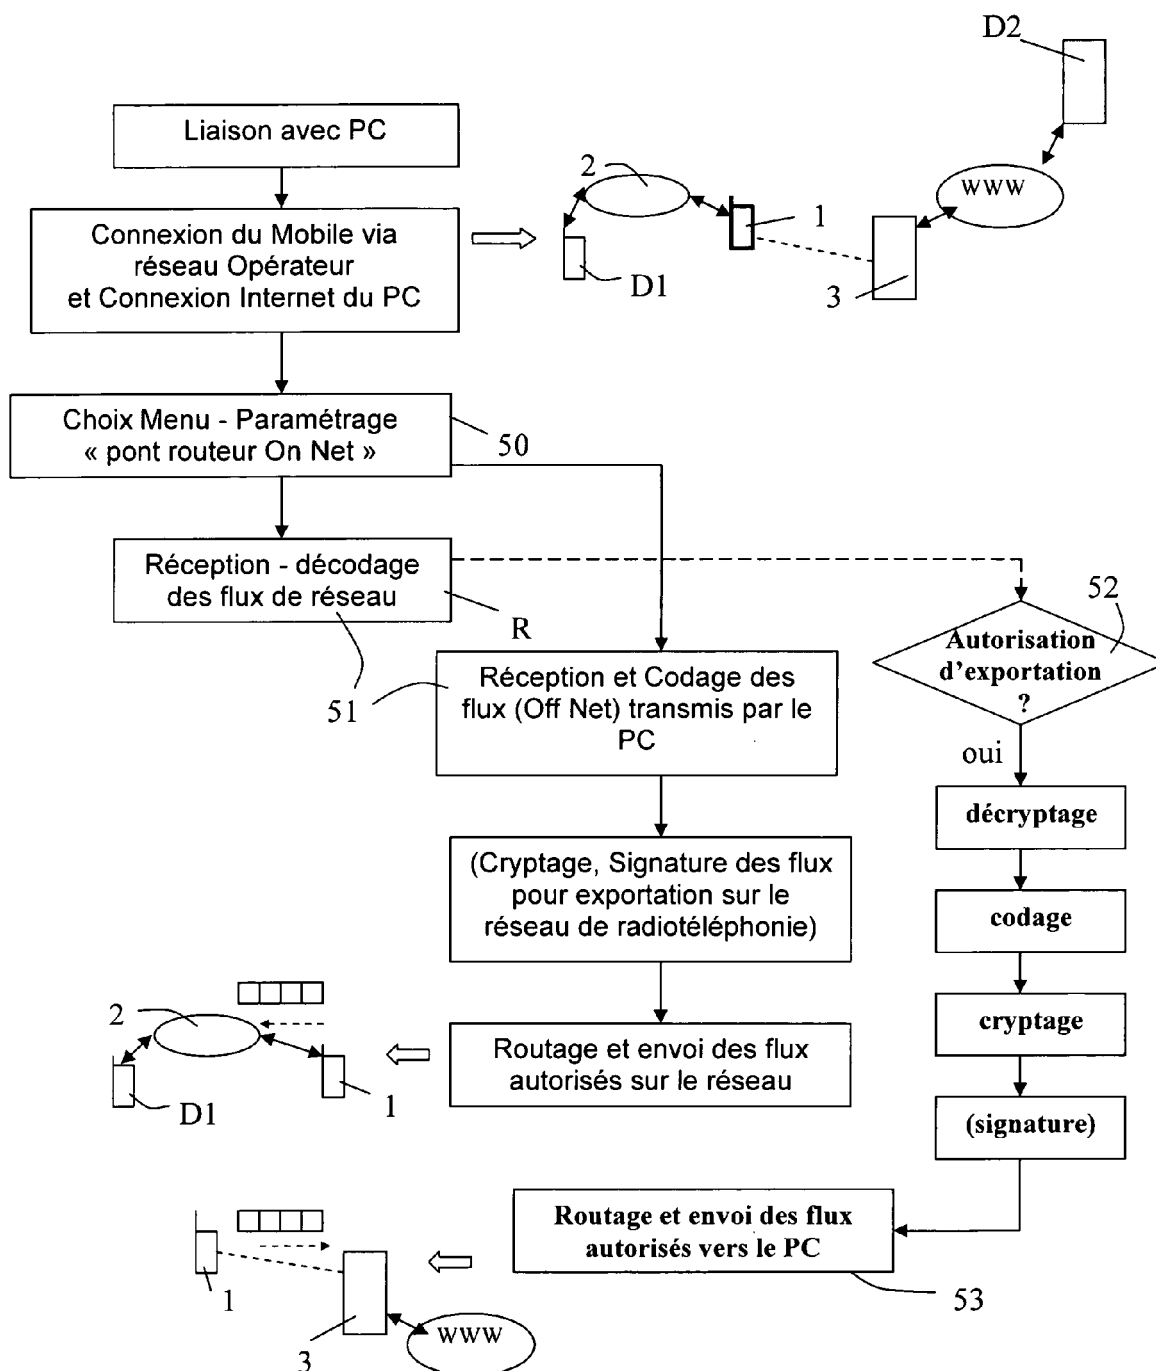 D2
Liaison avec PC
2
WWW
Connexion du Mobile via
réseau Opérateur
et Connexion Internet du PC
1
D1
3
Choix Menu - Paramétrage
« pont routeur On Net »
50
Réception - décodage
des flux de réseau
R
52
Autorisation
d'exportation
?
51
Réception et Codage des
flux (Off Net) transmis par le
PC
oui
décryptage
(Cryptage, Signature des flux
pour exportation sur le
réseau de radiotéléphonie)
codage
cryptage
2
Routage et envoi des flux
autorisés sur le réseau
D1
1
(signature)
Routage et envoi des flux
autorisés vers le PC
1
53
WWW
3